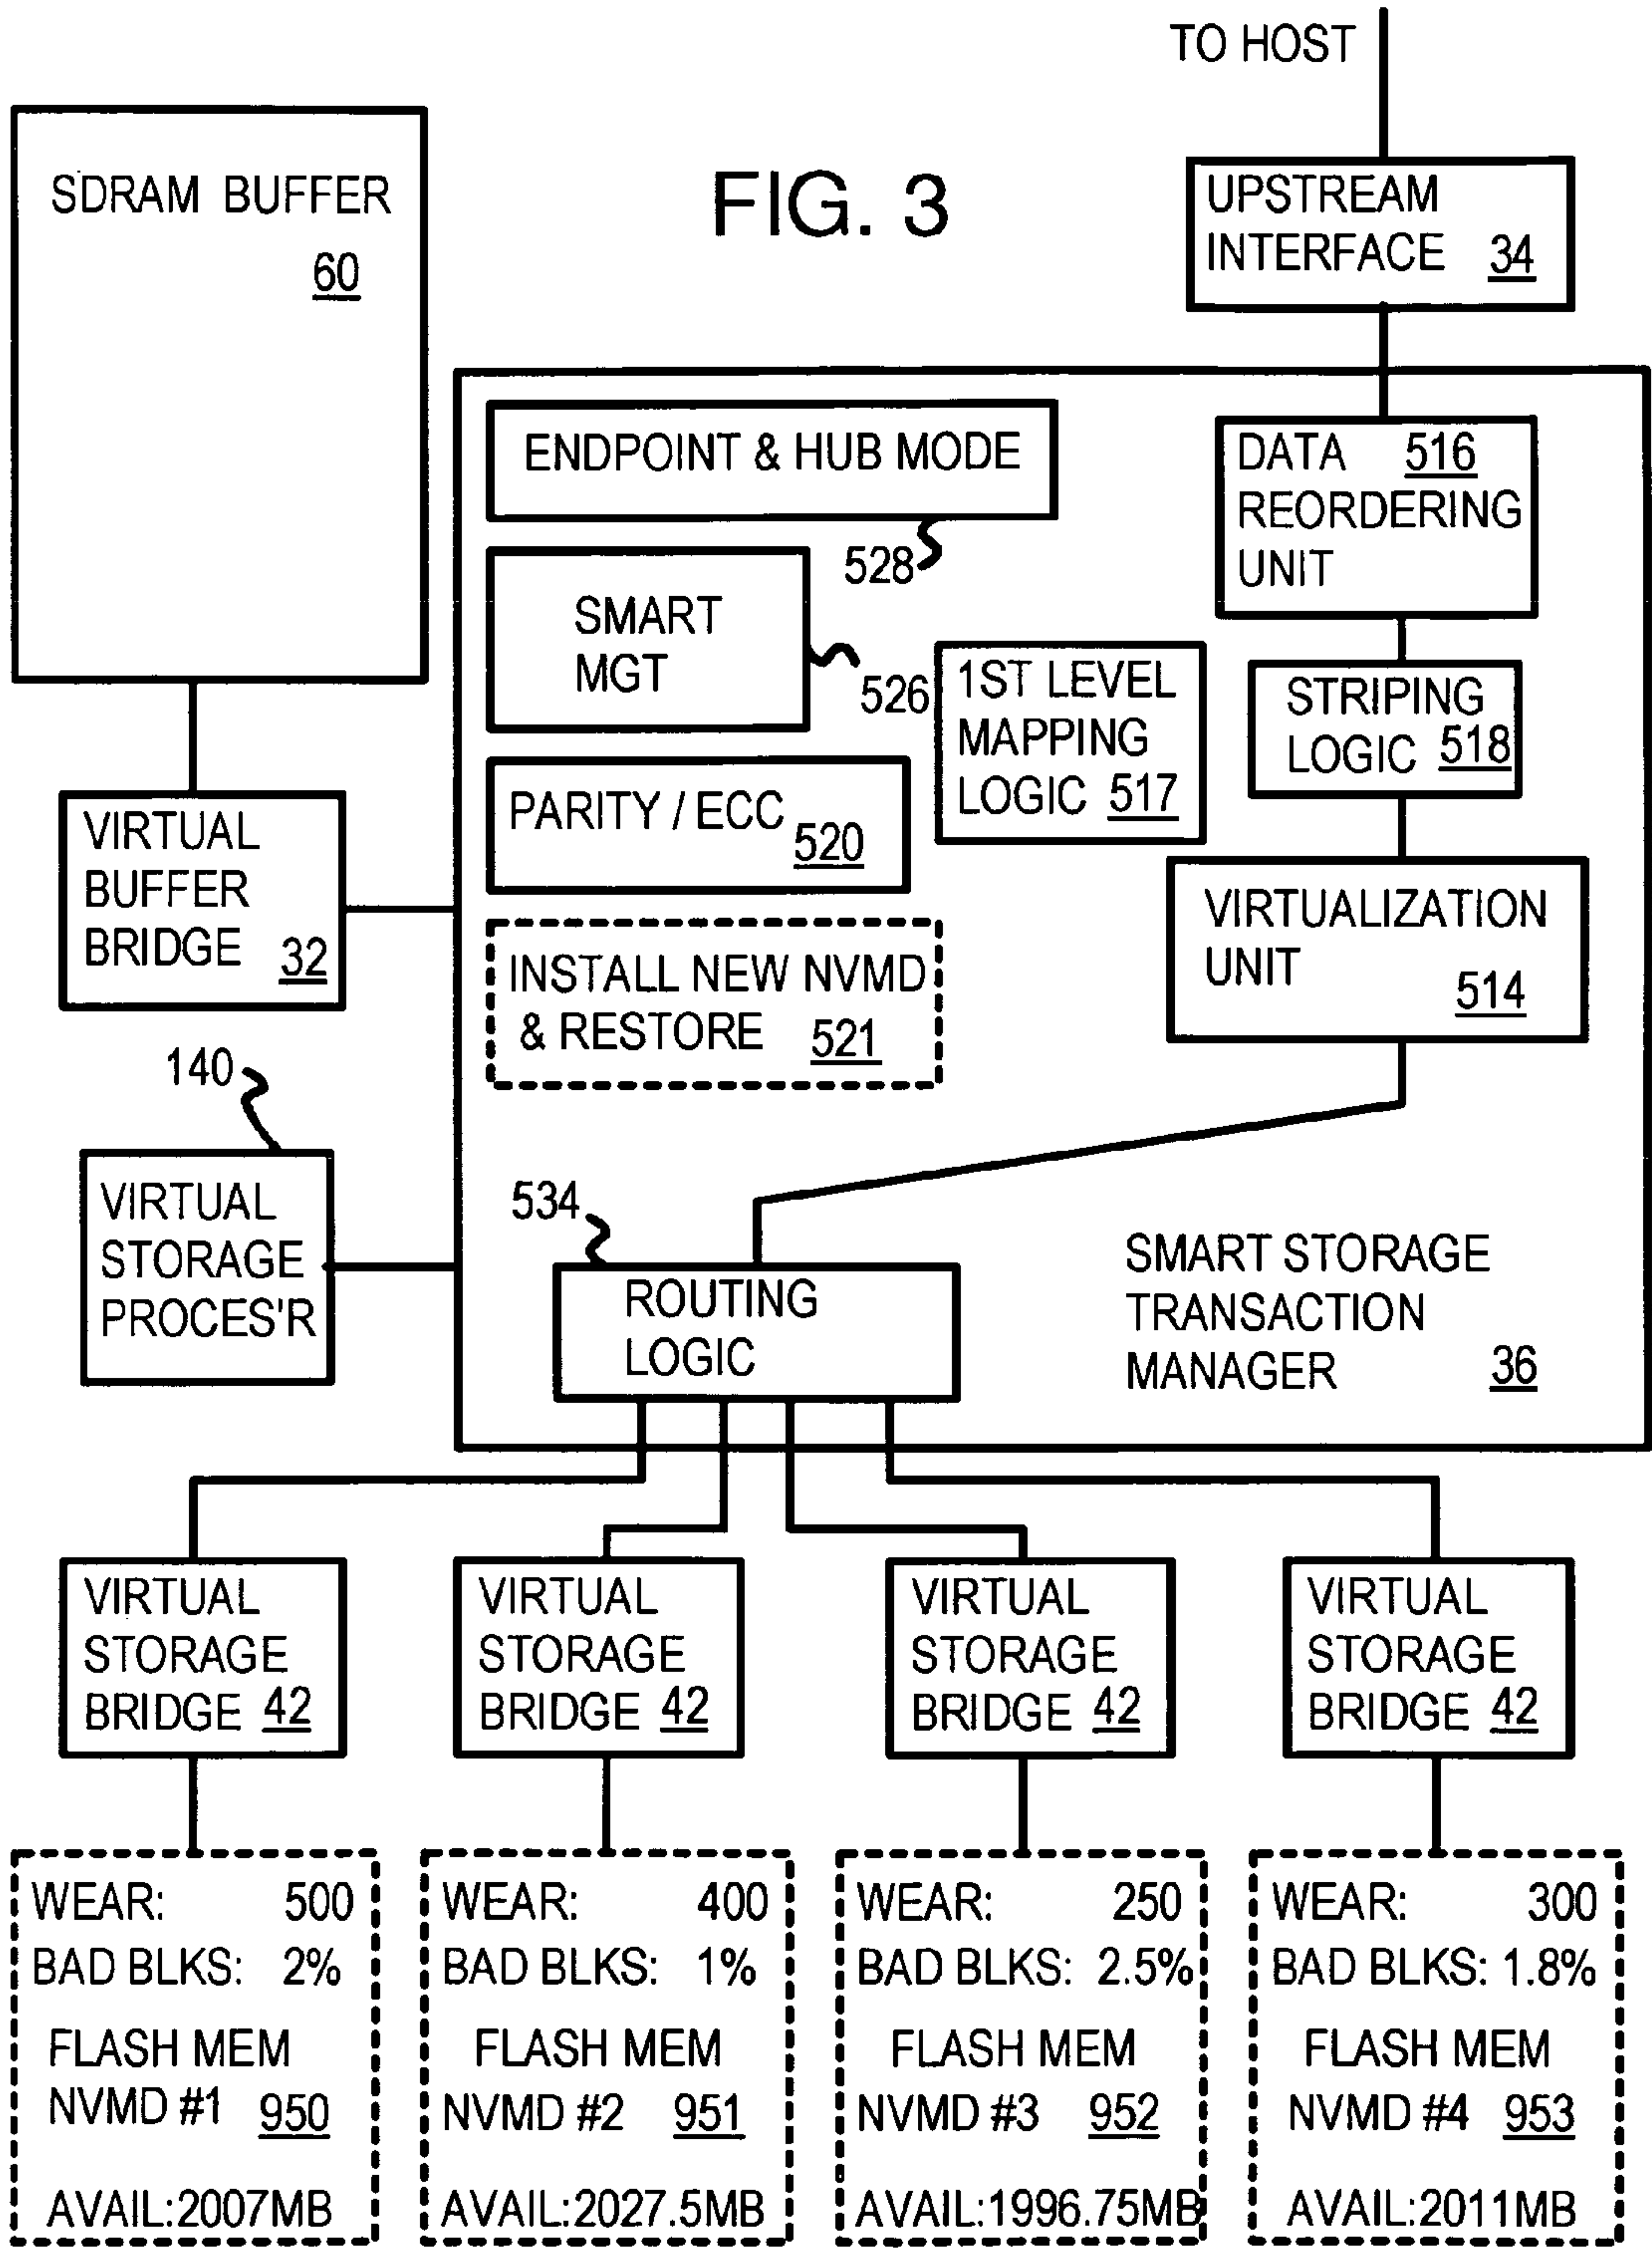 TO HOST
SDRAM BUFFER
60
FIG. 3
UPSTREAM
INTERFACE 34
ENDPOINT & HUB MODE
528
DATA 516
REORDERING
UNIT
SMART
MGT
526
1ST LEVEL
MAPPING
LOGIC 517
STRIPING
LOGIC 518
PARITY / ECC 520
VIRTUAL
BUFFER
BRIDGE 32
VIRTUALIZATION
UNIT
514
INSTALL NEW NVMD
& RESTORE 521
140
VIRTUAL
STORAGE
PROCES'R
534
ROUTING
LOGIC
SMART STORAGE
TRANSACTION
MANAGER 36
VIRTUAL
STORAGE
BRIDGE 42
VIRTUAL
STORAGE
BRIDGE 42
VIRTUAL
STORAGE
BRIDGE 42
VIRTUAL
STORAGE
BRIDGE 42
WEAR: 500
BAD BLKS: 2%
FLASH MEM
NVMD #1 950
AVAIL:2007MB
WEAR: 400
BAD BLKS: 1%
FLASH MEM
NVMD #2 951
AVAIL:2027.5MB
WEAR: 250
BAD BLKS: 2.5%
FLASH MEM
NVMD #3 952
AVAIL:1996.75MB
WEAR: 300
BAD BLKS: 1.8%
FLASH MEM
NVMD #4 953
AVAIL:2011MB